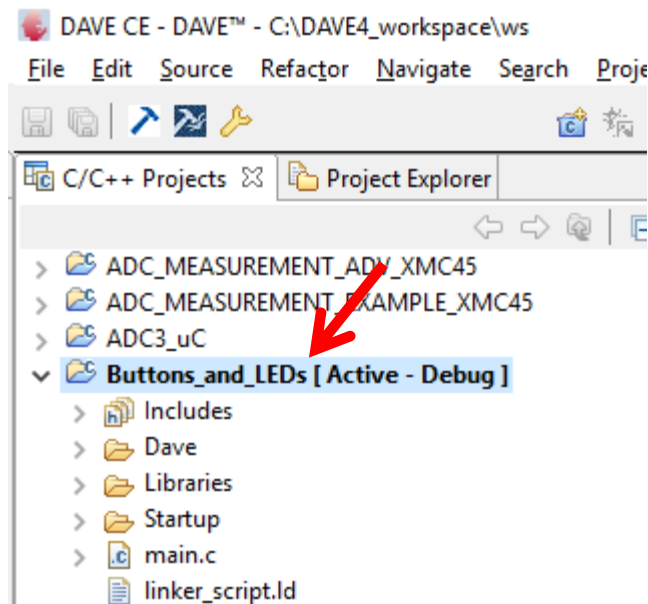 DAVE CE - DAVE™ - C:\DAVE4_workspace\ws
File Edit Source Refactor Navigate Search Proje
C/C++ Projects Project Explorer
ADC_MEASUREMENT_ADV_XMC45
ADC_MEASUREMENT_EXAMPLE_XMC45
ADC3_uC
Buttons_and_LEDs [ Active - Debug ]
Includes
Dave
Libraries
Startup
main.c
linker_script.ld